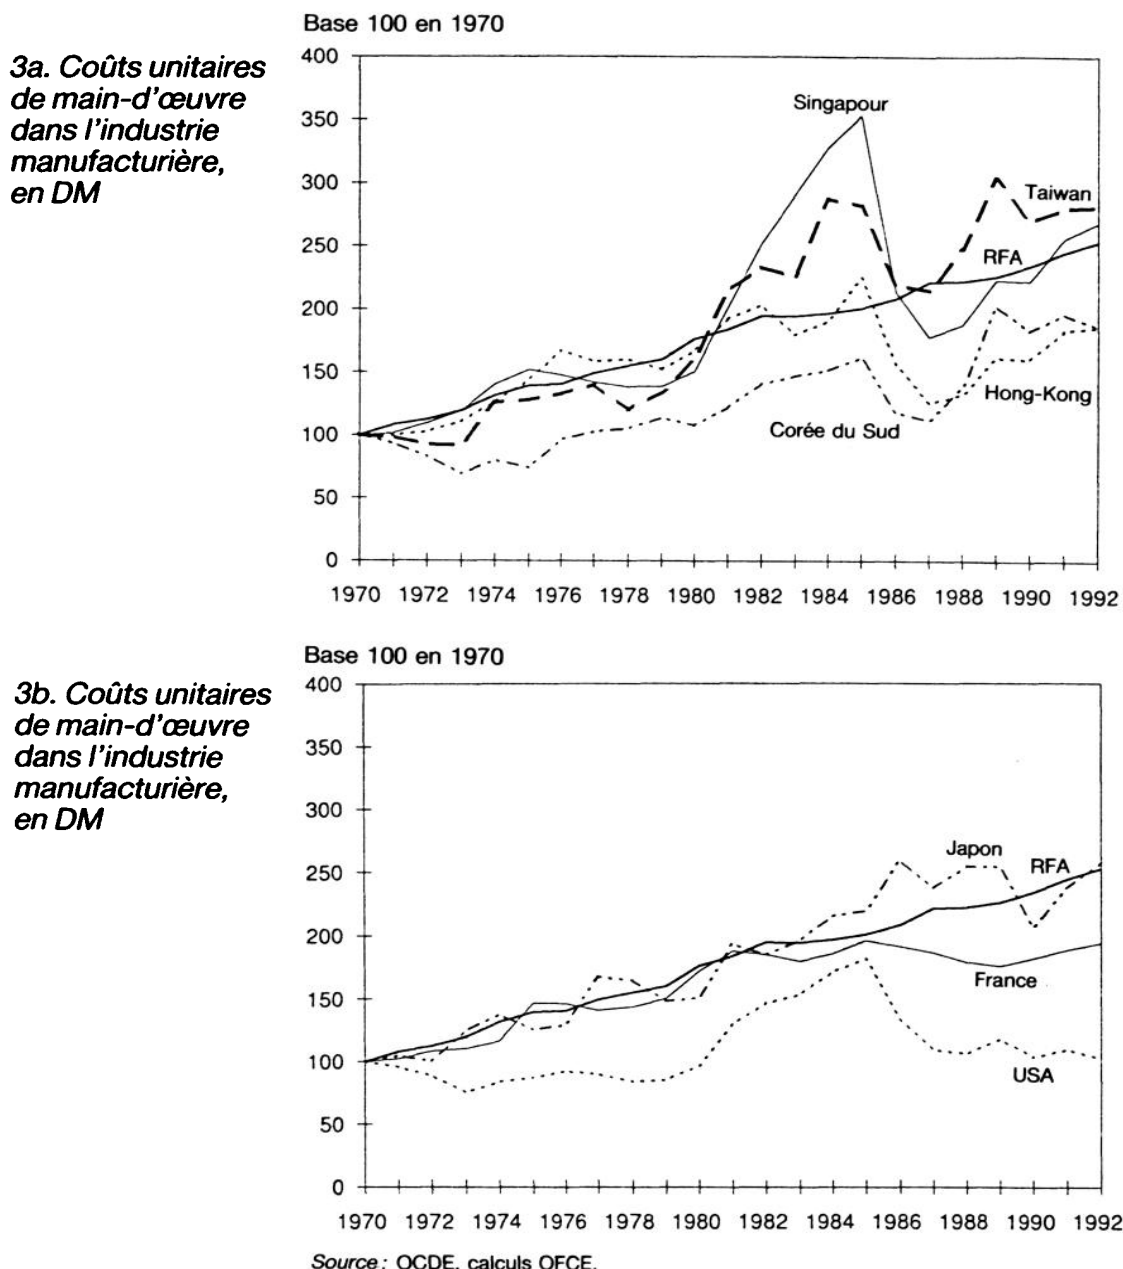 Base 100 en 1970
3a. Coûts unitaires
de main-d'œuvre
dans l'industrie
manufacturière,
en DM
400
350
300
250
200
150
100
50
0
Singapour
Taiwan
RFA
Hong-Kong
Corée du Sud
1970 1972 1974 1976 1978 1980 1982 1984 1986 1988 1990 1992
Base 100 en 1970
3b. Coûts unitaires
de main-d'œuvre
dans l'industrie
manufacturière,
en DM
400
350
300
250
200
150
100
50
0
Japon
RFA
France
USA
1970 1972 1974 1976 1978 1980 1982 1984 1986 1988 1990 1992
Source : OCDE, calculs OFCE.